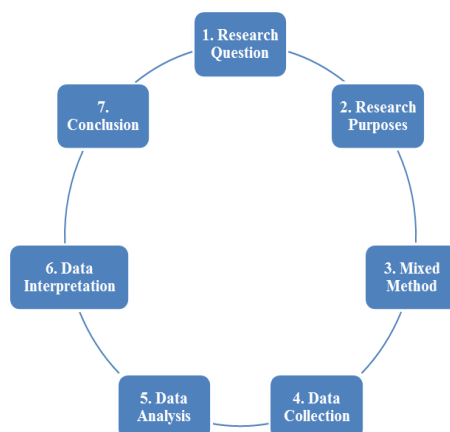 1. Research
Question
2. Research
Purposes
3. Mixed
Method
4. Data
Collection
5. Data
Analysis
6. Data
Interpretation
7.
Conclusion